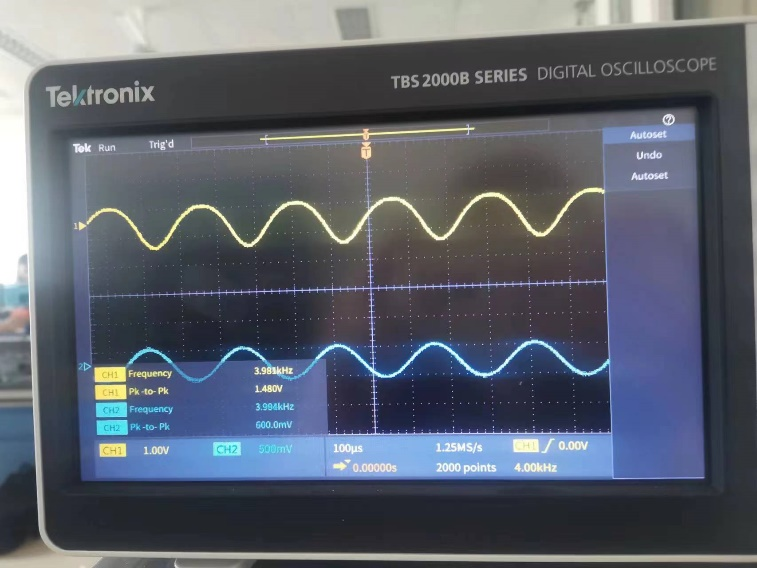 Tektronix
TBS 2000B SERIES DIGITAL OSCILLOSCOPE
Tek Run Trig'd
T
Autoset
Undo
Autoset
1
2
CH1 Frequency 3.981kHz
CH1 Pk-to-Pk 1.480V
CH2 Frequency 3.994kHz
CH2 Pk-to-Pk 600.0mV
CH1 1.00V CH2 500mV 100µs 1.25MS/s CH1 0.00V
0.00000s 2000 points 4.00kHz